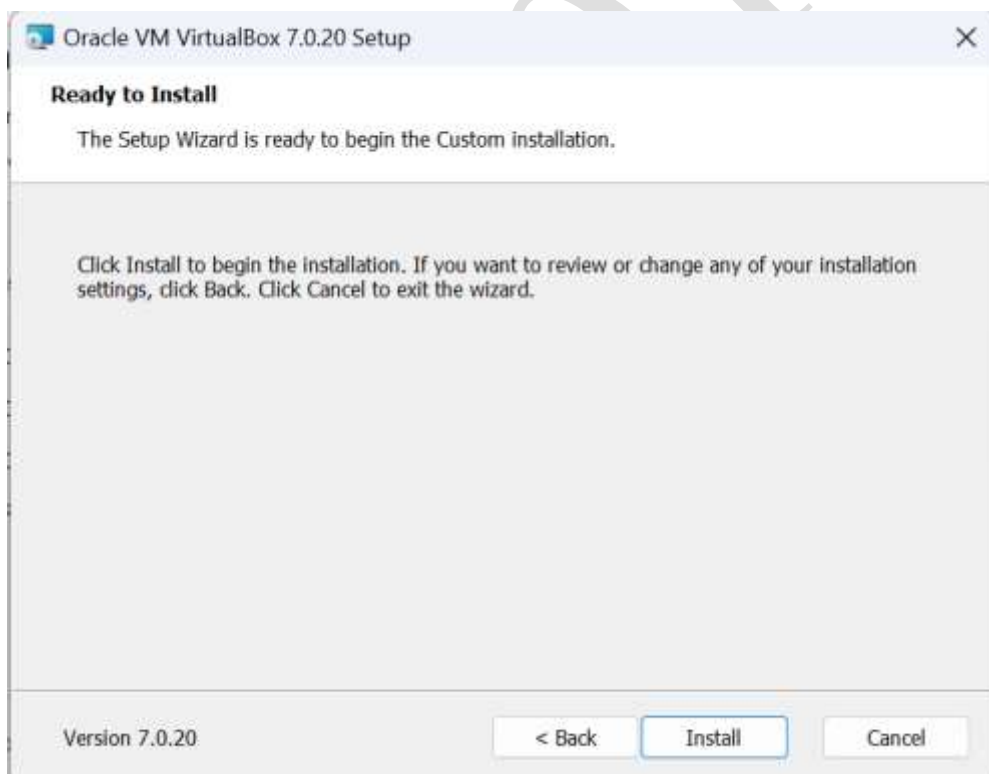 Oracle VM VirtualBox 7.0.20 Setup
Ready to Install
The Setup Wizard is ready to begin the Custom installation.
Click Install to begin the installation. If you want to review or change any of your installation
settings, click Back. Click Cancel to exit the wizard.
Version 7.0.20
< Back
Install
Cancel